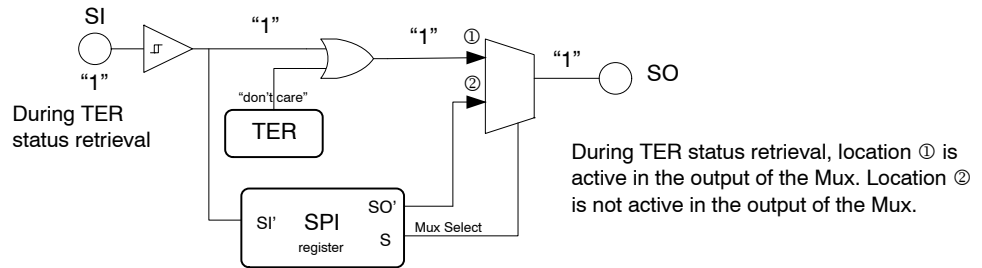 SI
“1”
“1”
“1”
①
“1”
SO
②
During TER
status retrieval
“don't care”
TER
During TER status retrieval, location ① is
active in the output of the Mux. Location ②
is not active in the output of the Mux.
SI’
SPI
register
SO’
S
Mux Select